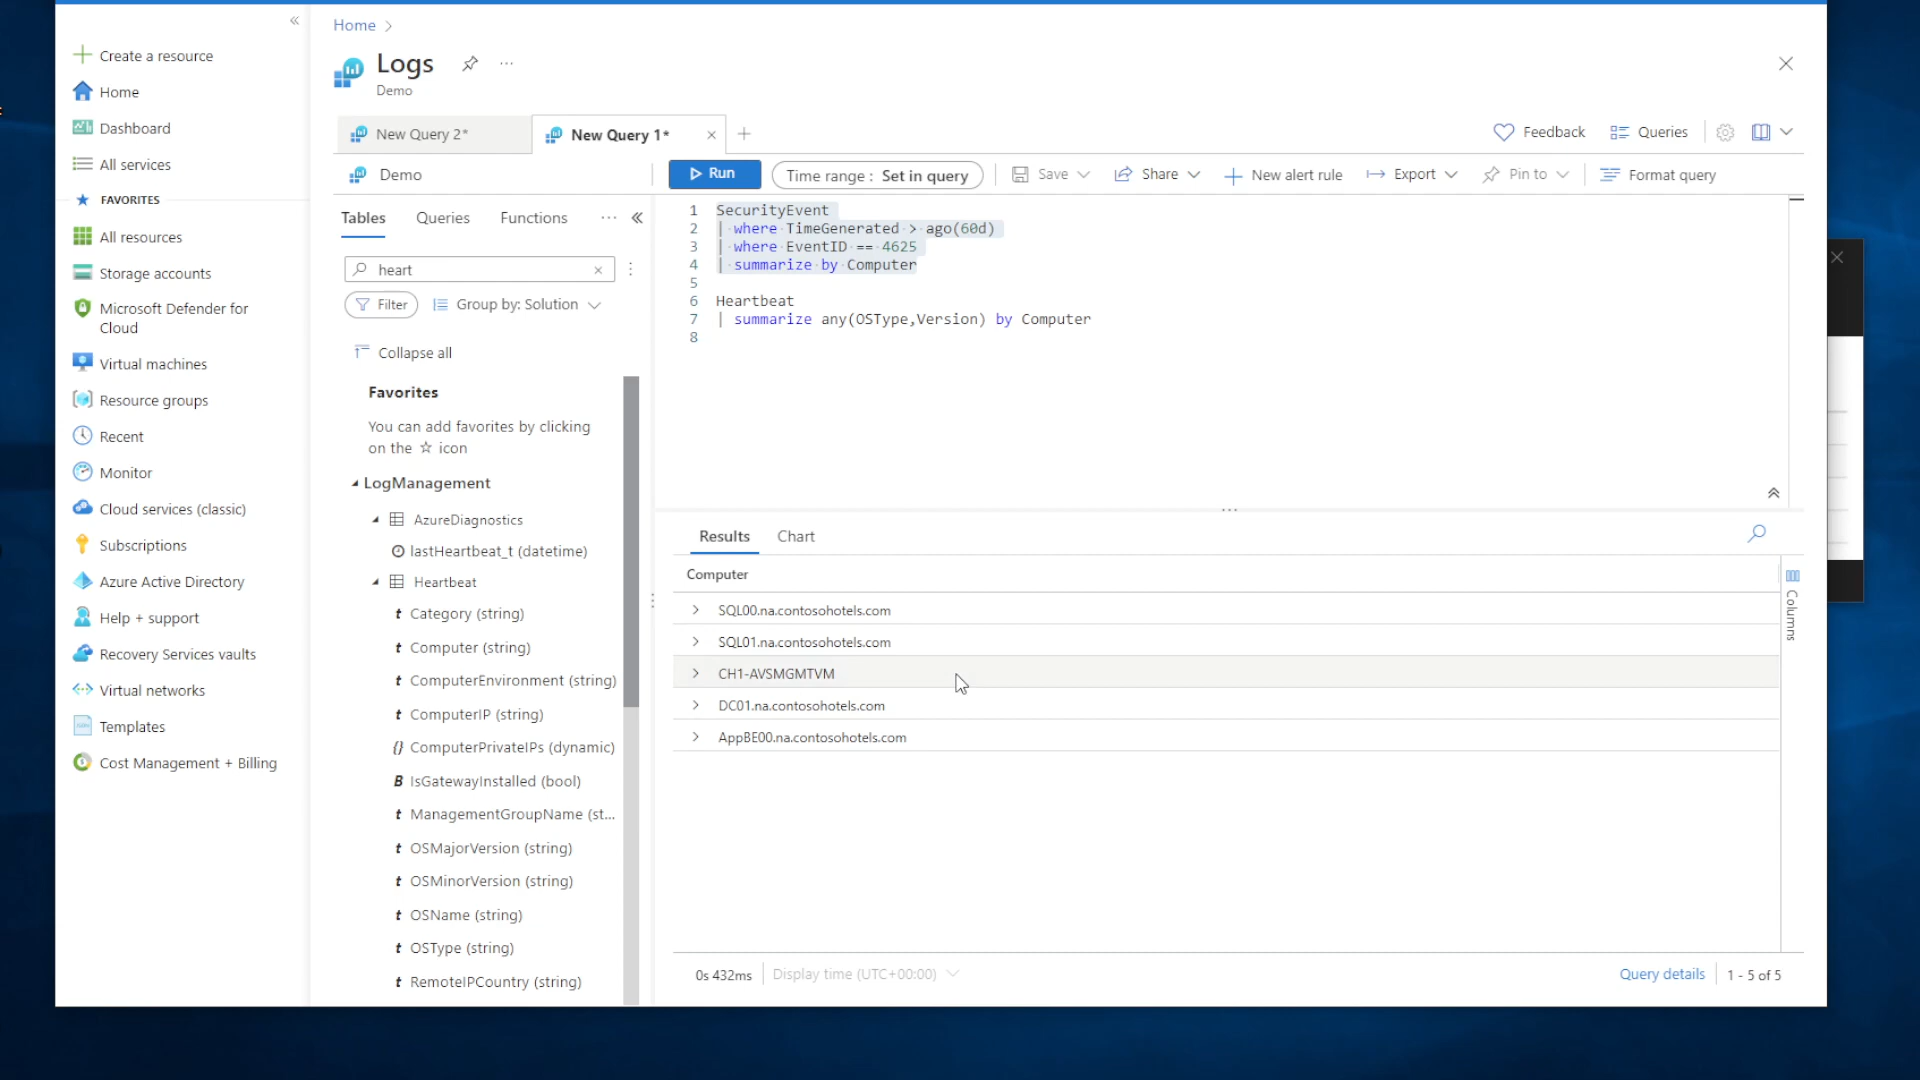 Home
Create a resource
Home
Dashboard
All services
FAVORITES
All resources
Storage accounts
Microsoft Defender for
Cloud
Virtual machines
Resource groups
Recent
Monitor
Cloud services (classic)
Subscriptions
Azure Active Directory
Help + support
Recovery Services vaults
Virtual networks
Templates
Cost Management + Billing
Logs
Demo
New Query 2*
New Query 1*
Feedback
Queries
Demo
Run
Time range : Set in query
Save
Share
New alert rule
Export
Pin to
Format query
Tables
Queries
Functions
heart
Filter
Group by: Solution
Collapse all
Favorites
You can add favorites by clicking
on the ☆ icon
LogManagement
AzureDiagnostics
lastHeartbeat_t (datetime)
Heartbeat
t Category (string)
t Computer (string)
t ComputerEnvironment (string)
t ComputerIP (string)
{} ComputerPrivateIPs (dynamic)
B IsGatewayInstalled (bool)
t ManagementGroupName (st...
t OSMajorVersion (string)
t OSMinorVersion (string)
t OSName (string)
t OSType (string)
t RemoteIPCountry (string)
1 SecurityEvent
2 | where TimeGenerated > ago(60d)
3 | where EventID == 4625
4 | summarize by Computer
5
6 Heartbeat
7 | summarize any(OSType,Version) by Computer
8
Results
Chart
Computer
SQL00.na.contosohotels.com
SQL01.na.contosohotels.com
CH1-AVSMGMTVM
DC01.na.contosohotels.com
AppBE00.na.contosohotels.com
Columns
0s 432ms
Display time (UTC+00:00)
Query details
1 - 5 of 5